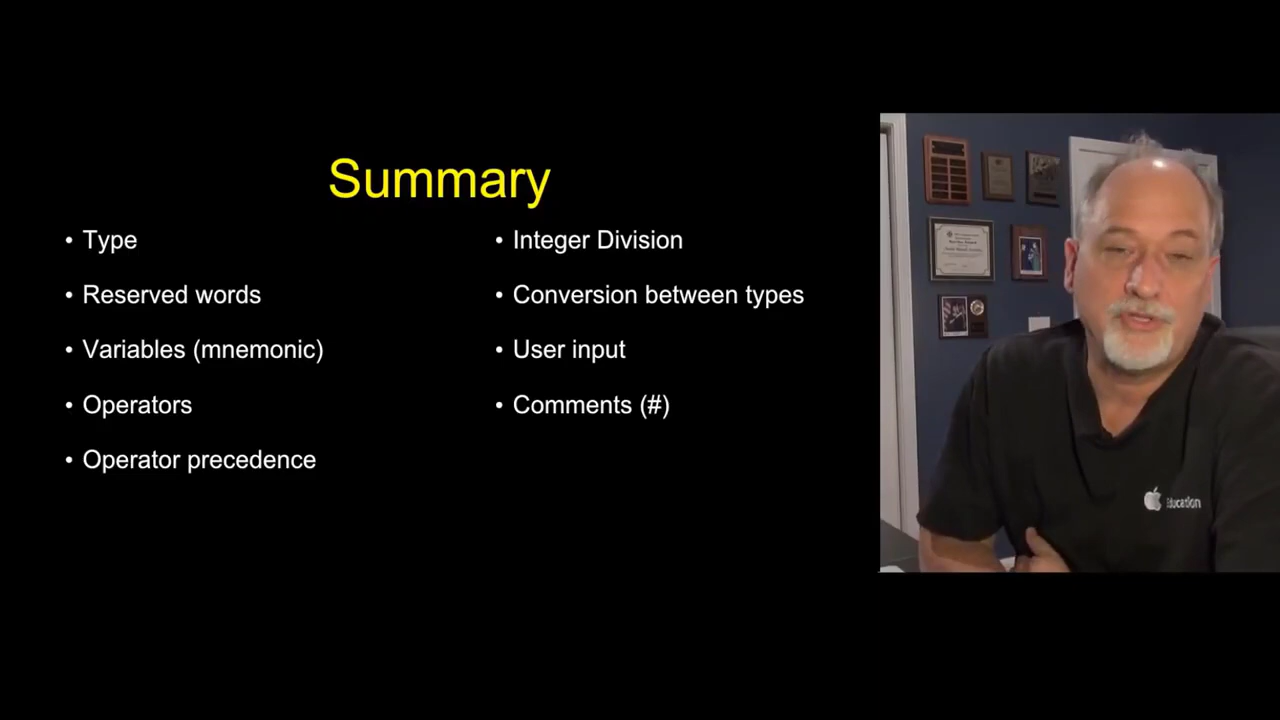 Summary
• Type
• Reserved words
• Variables (mnemonic)
• Operators
• Operator precedence
• Integer Division
• Conversion between types
• User input
• Comments (#)
Education